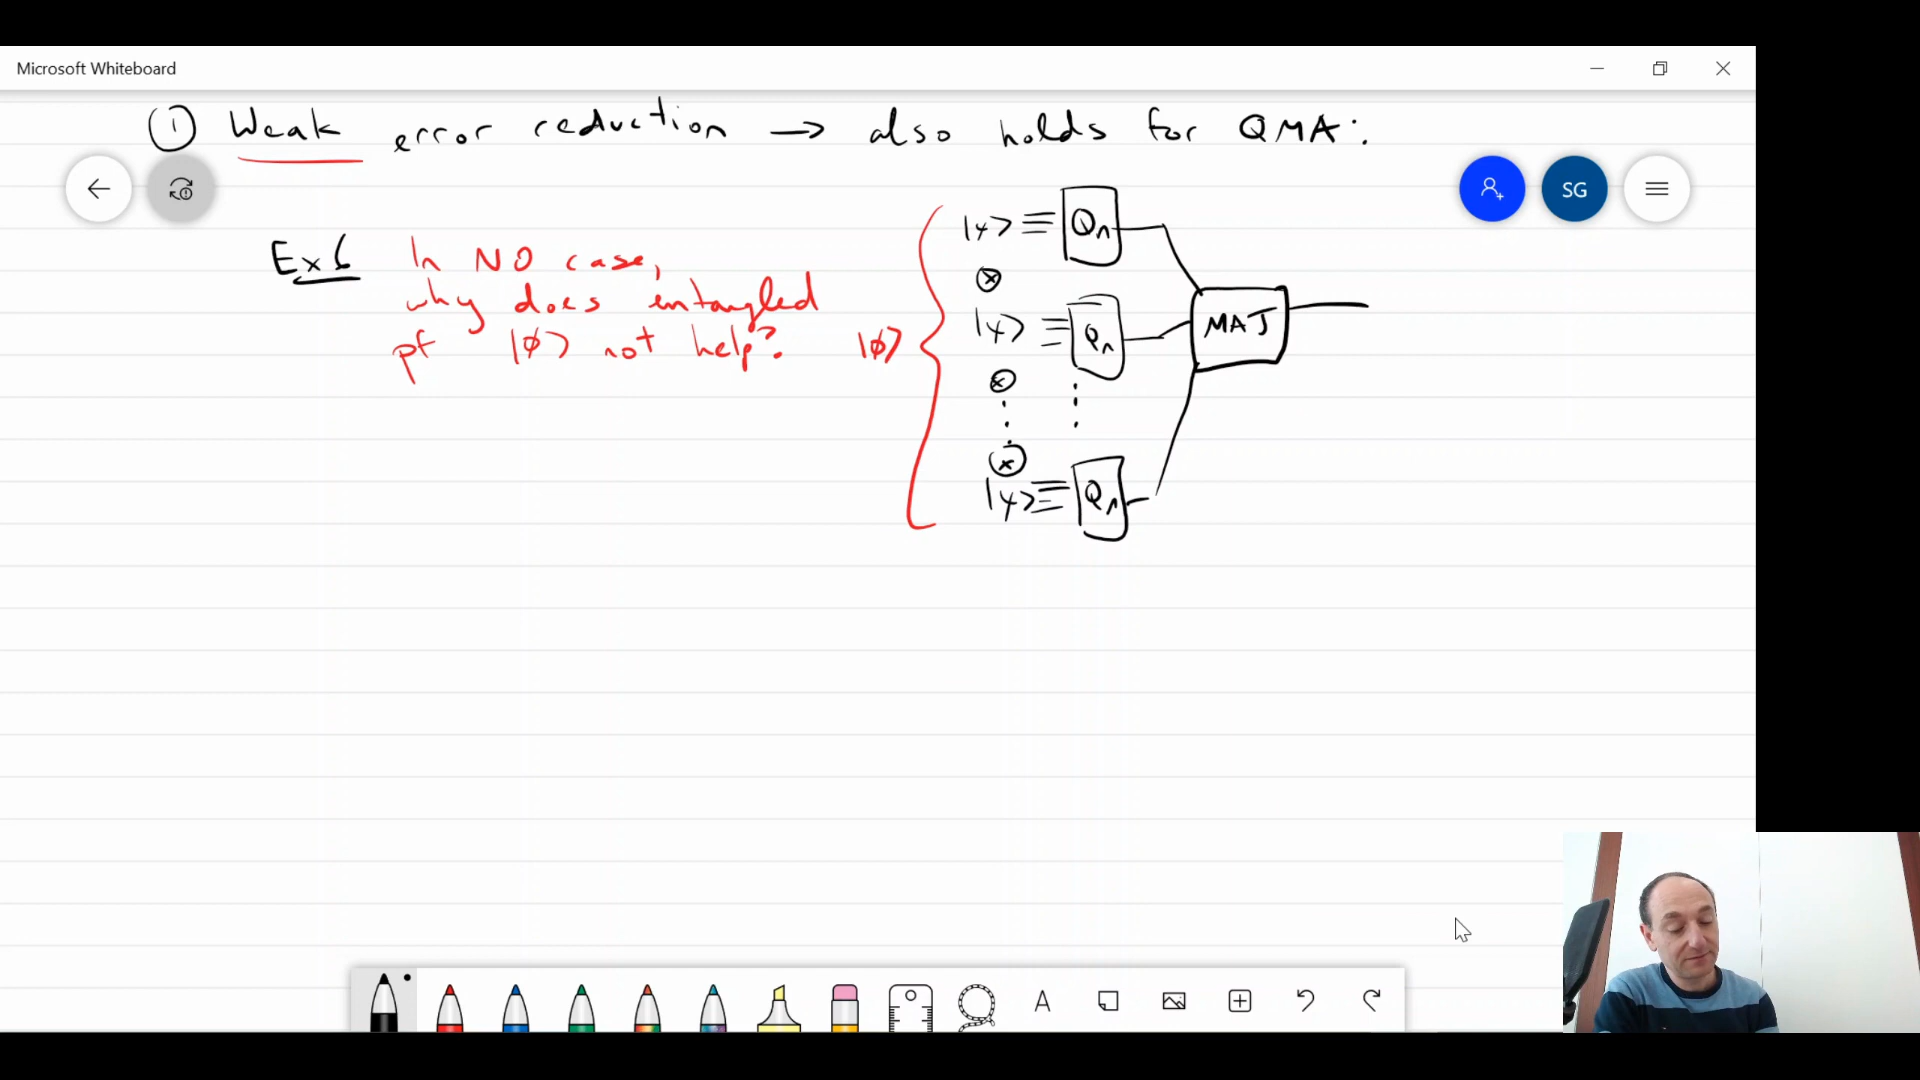 Microsoft Whiteboard
① Weak error reduction → also holds for QMA:
SG
Ex 6 In NO case,
why does entangled
pf |φ⟩ not help?
|φ⟩
|ψ⟩ Qn
⊗
|ψ⟩ Qn
MAJ
⊗
⋮ ⋮
⊗
|ψ⟩ Qn
A